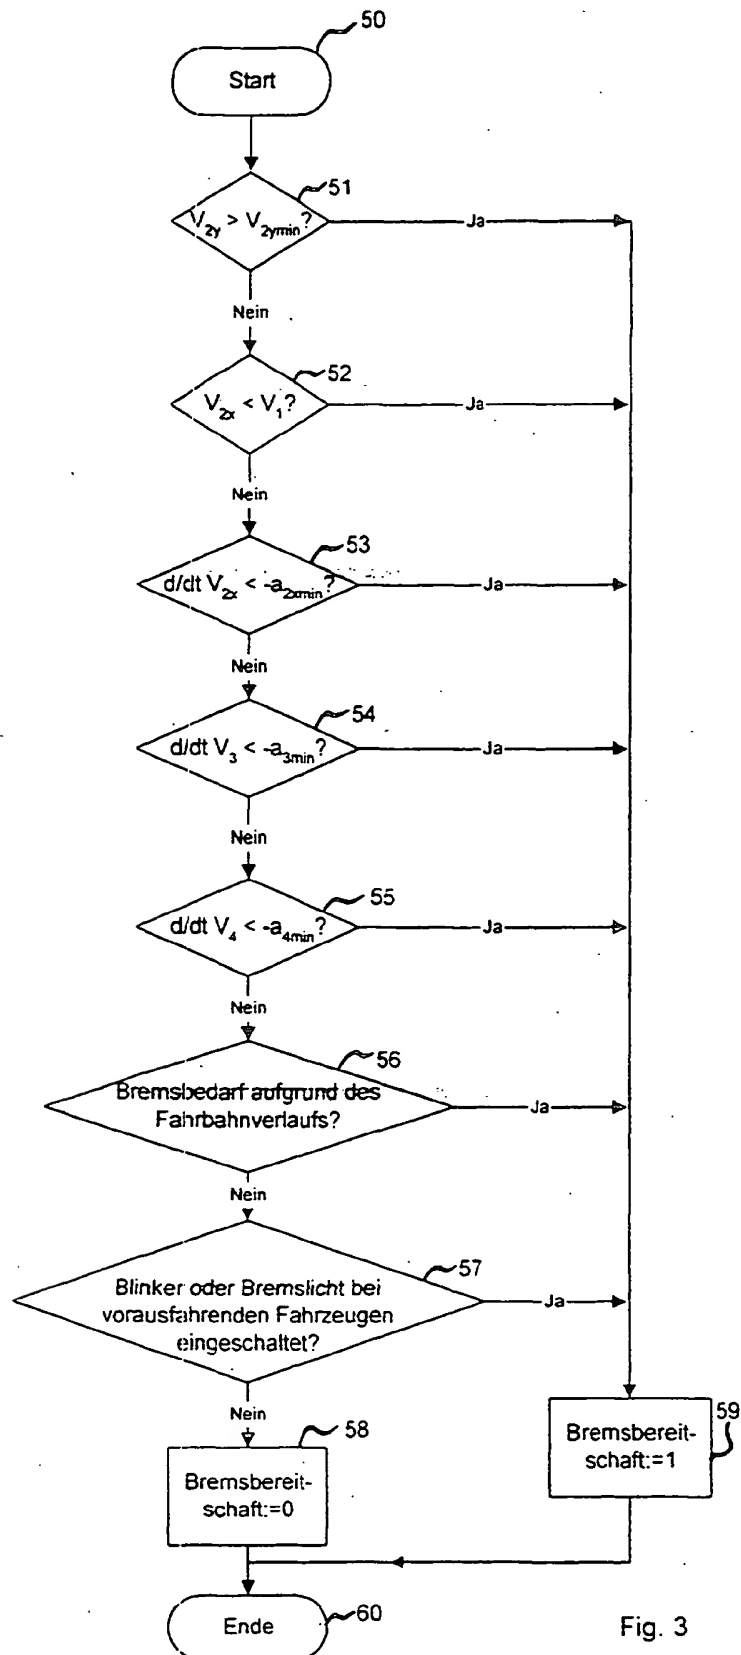 50
Start
51
V2y > V2ymin?
Ja
Nein
52
V2x < V1?
Ja
Nein
53
d/dt V2x < -a2xmin?
Ja
Nein
54
d/dt V3 < -a3min?
Ja
Nein
55
d/dt V4 < -a4min?
Ja
Nein
56
Bremsbedarf aufgrund des
Fahrbahnverlaufs?
Ja
Nein
57
Blinker oder Bremslicht bei
vorausfahrenden Fahrzeugen
eingeschaltet?
Ja
Nein
58
Bremsbereit-
schaft:=0
59
Bremsbereit-
schaft:=1
Ende
60
Fig. 3